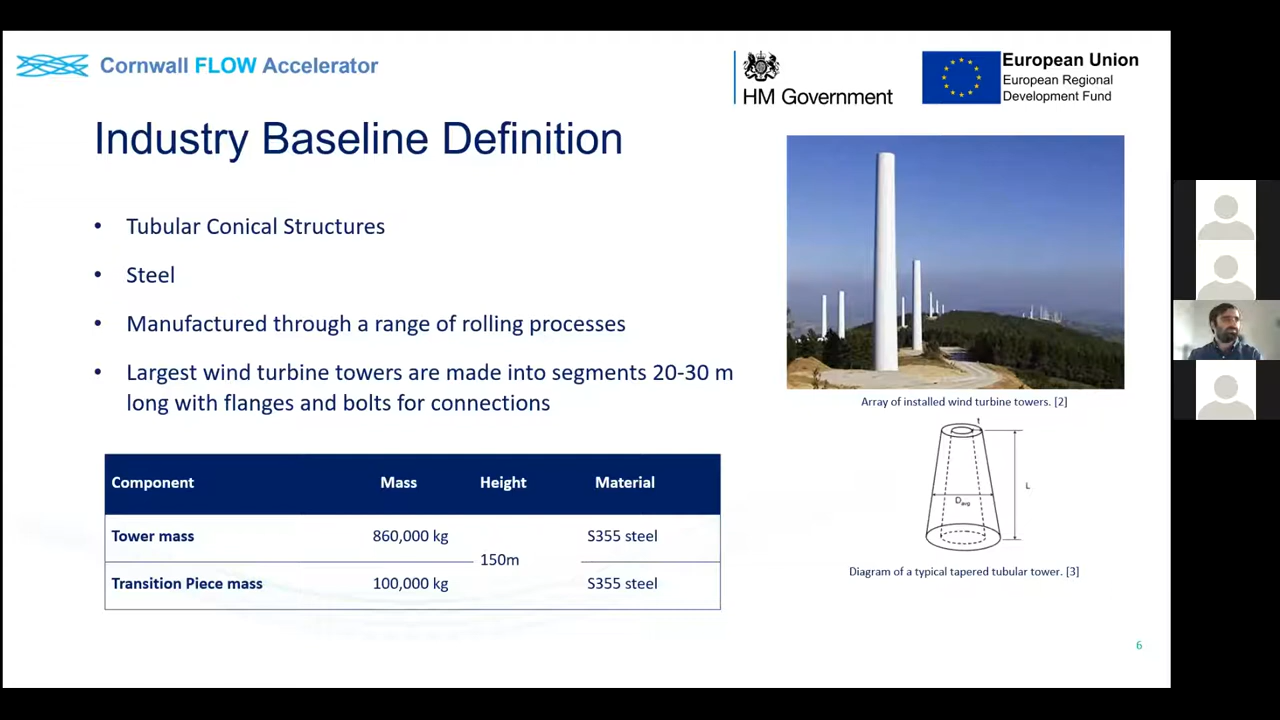 Cornwall FLOW Accelerator
HM Government
European Union
European Regional
Development Fund
Industry Baseline Definition
• Tubular Conical Structures
• Steel
• Manufactured through a range of rolling processes
• Largest wind turbine towers are made into segments 20-30 m
long with flanges and bolts for connections
Array of installed wind turbine towers. [2]
t
L
Davg
Diagram of a typical tapered tubular tower. [3]
Component Mass Height Material
Tower mass 860,000 kg S355 steel
150m
Transition Piece mass 100,000 kg S355 steel
6